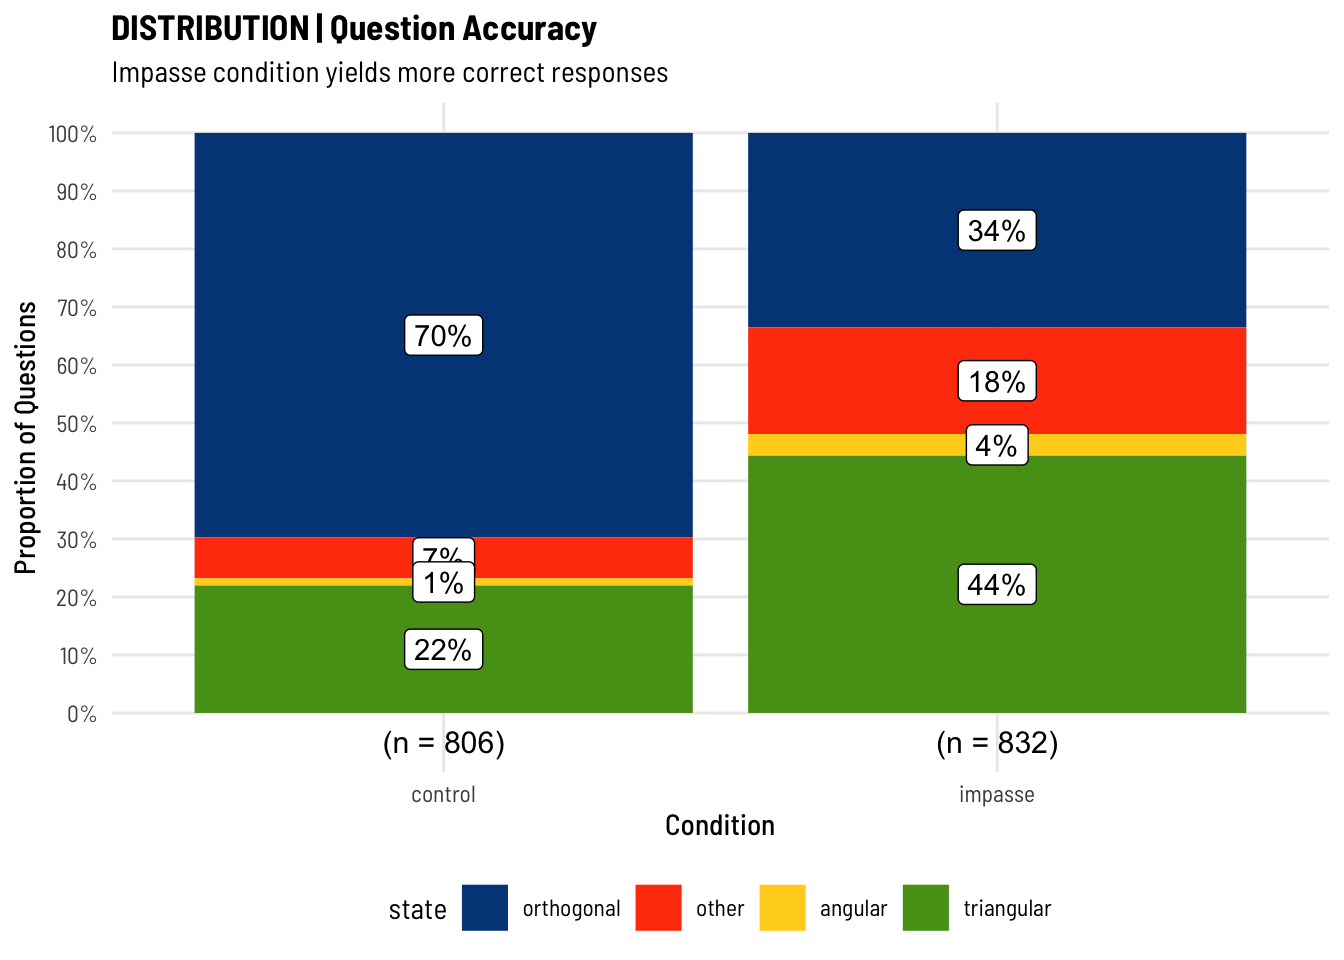 DISTRIBUTION | Question Accuracy
Impasse condition yields more correct responses
Proportion of Questions
100%
90%
80%
70%
60%
50%
40%
30%
20%
10%
0%
70%
7%
1%
22%
34%
18%
4%
44%
(n = 806)
(n = 832)
control
impasse
Condition
state
orthogonal
other
angular
triangular